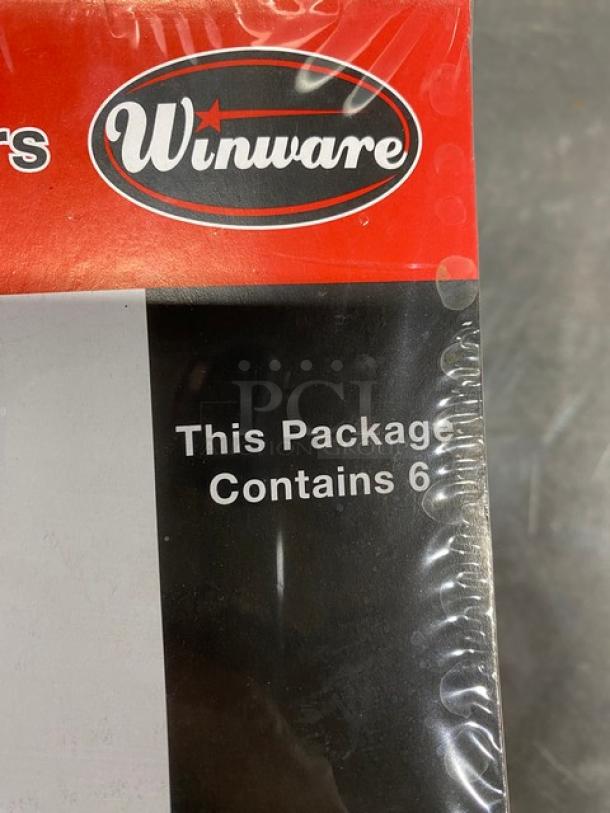 rs
Winware
PCI
This Package
Contains 6